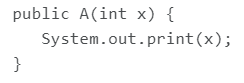 public A(int x) {
   System.out.print(x);
}